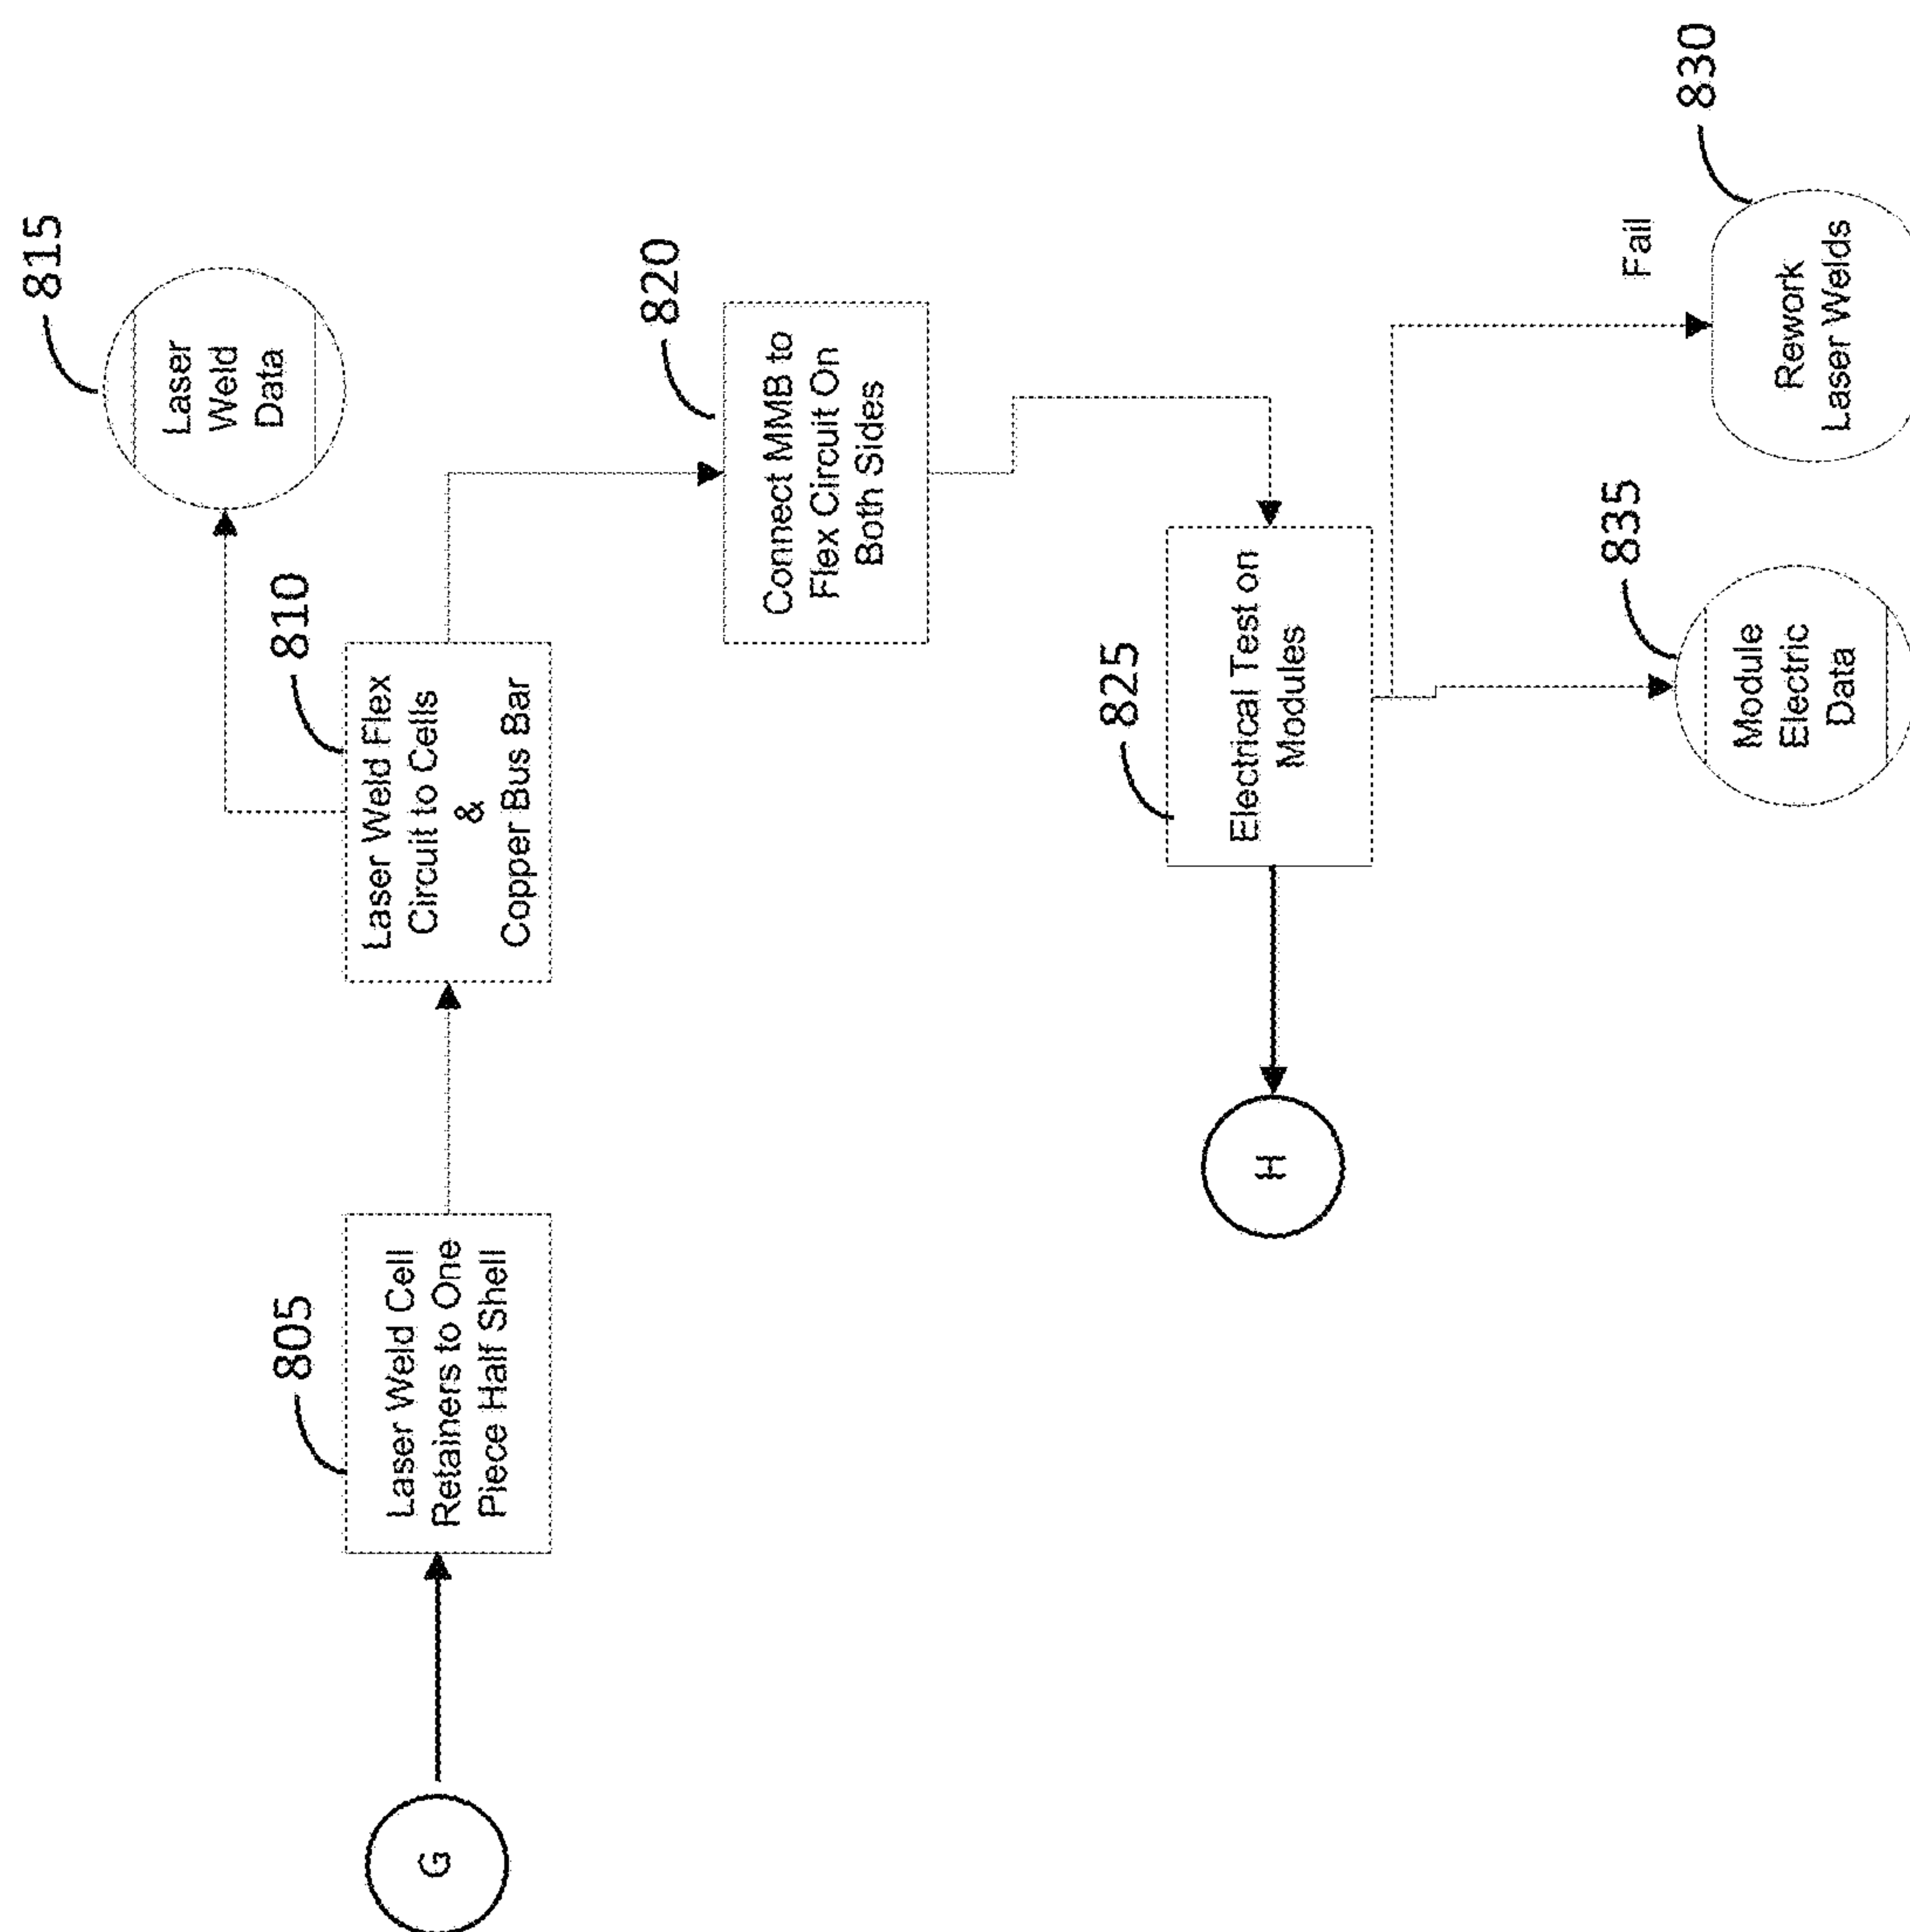 G
805
Laser Weld Cell
Retainers to One
Piece Half Shell
810
Laser Weld Flex
Circuit to Cells
&
Copper Bus Bar
815
Laser
Weld
Data
820
Connect MMB to
Flex Circuit On
Both Sides
825
Electrical Test on
Modules
H
835
Module
Electric
Data
Fail
830
Rework
Laser Welds